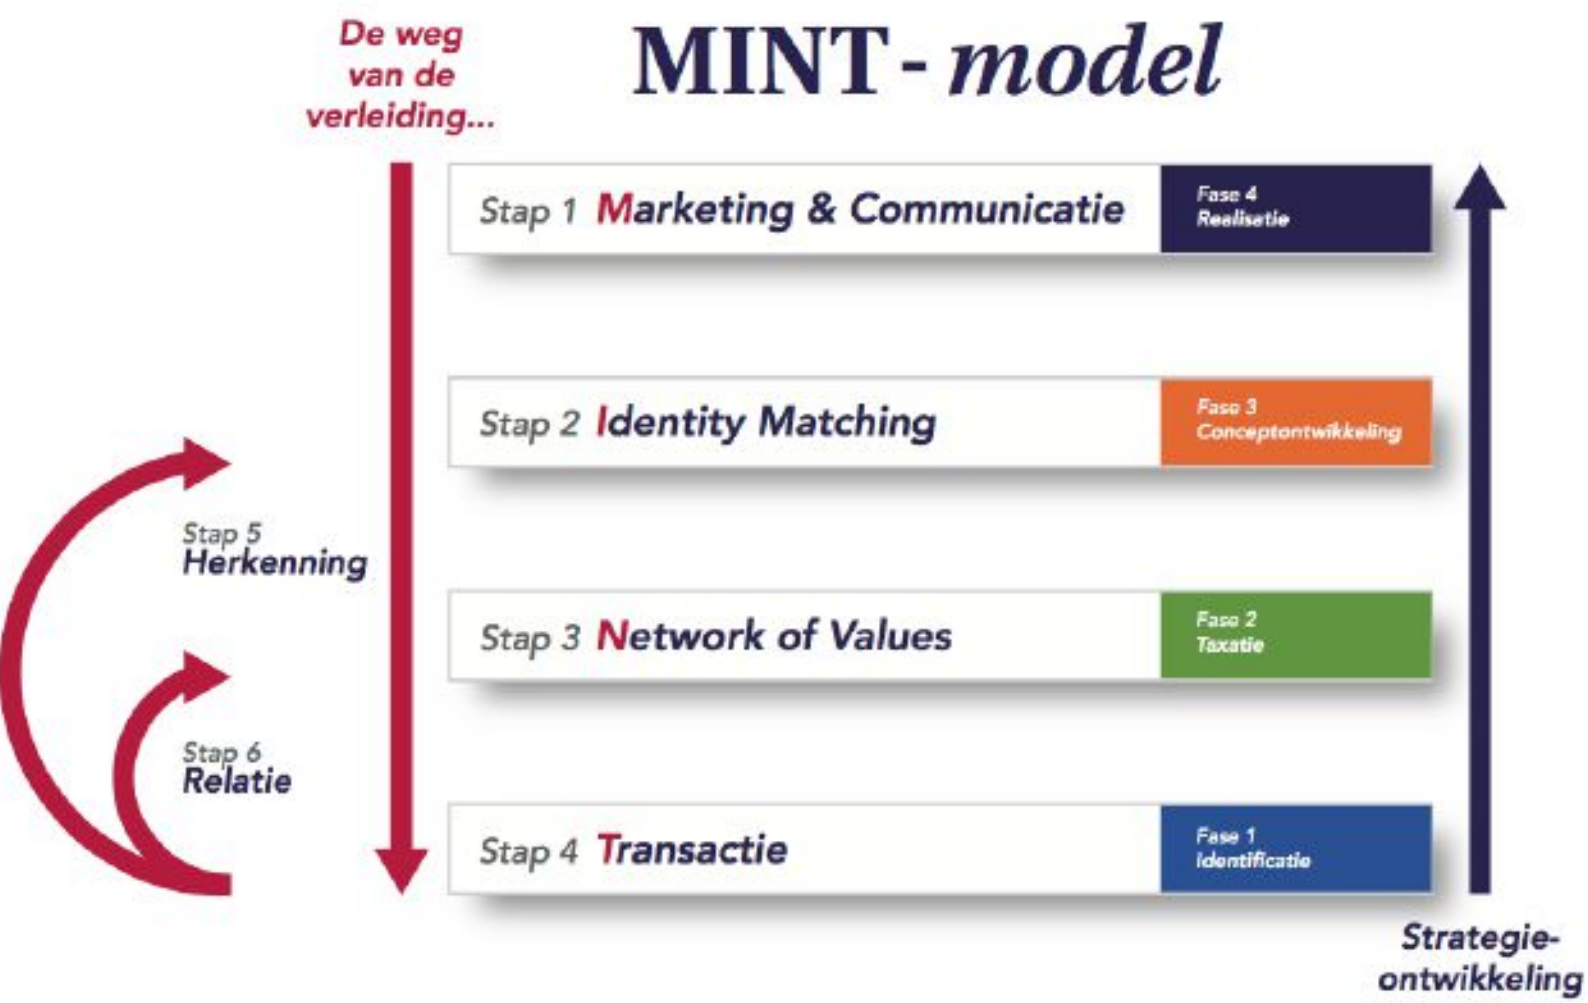 De weg
van de
verleiding...
MINT - model
Stap 1 Marketing & Communicatie
Fase 4
Realisatie
Stap 2 Identity Matching
Fase 3
Conceptontwikkeling
Stap 5
Herkenning
Stap 3 Network of Values
Fase 2
Taxatie
Stap 6
Relatie
Stap 4 Transactie
Fase 1
Identificatie
Strategie-
ontwikkeling